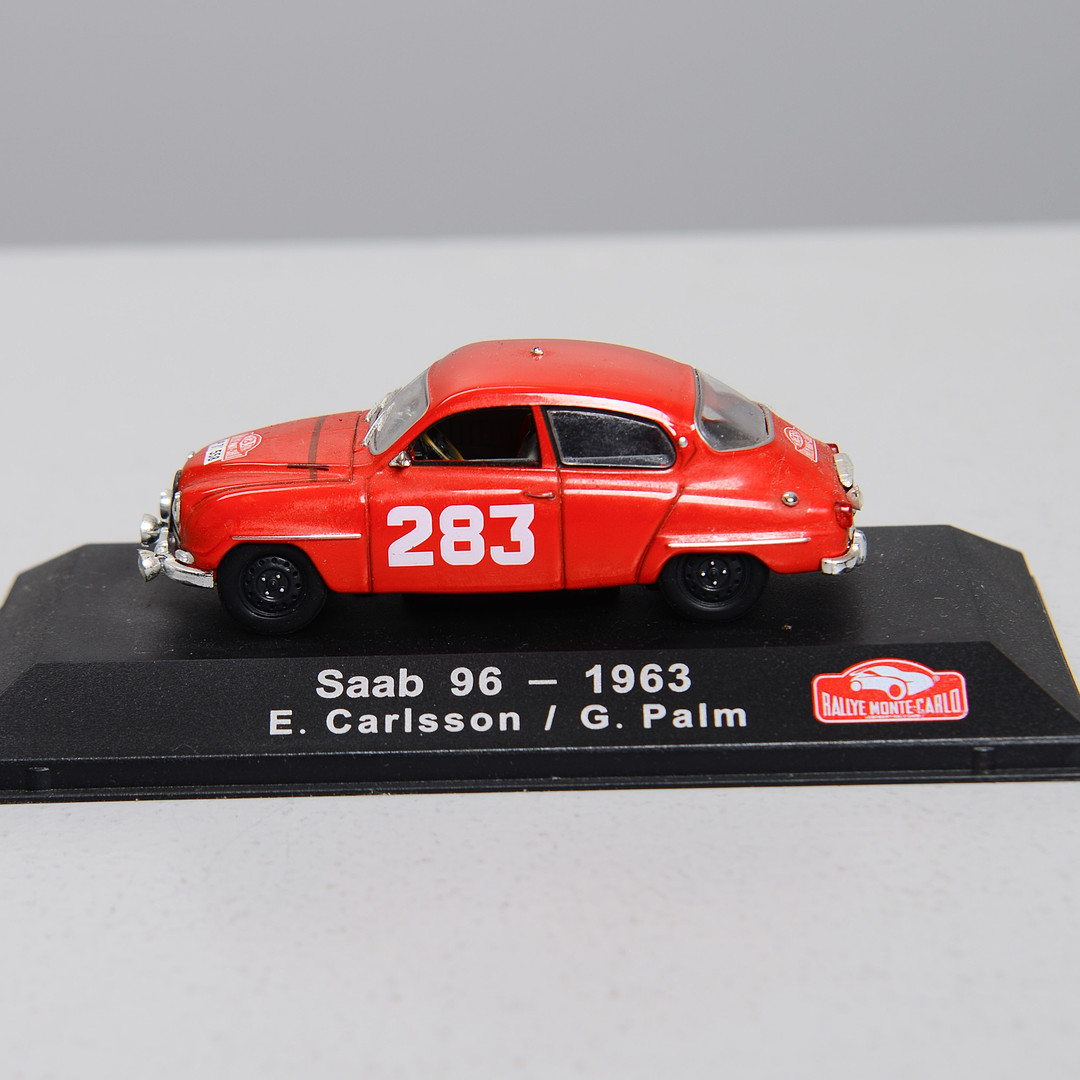 283
Saab 96 – 1963
E. Carlsson / G. Palm
RALLYE MONTE-CARLO